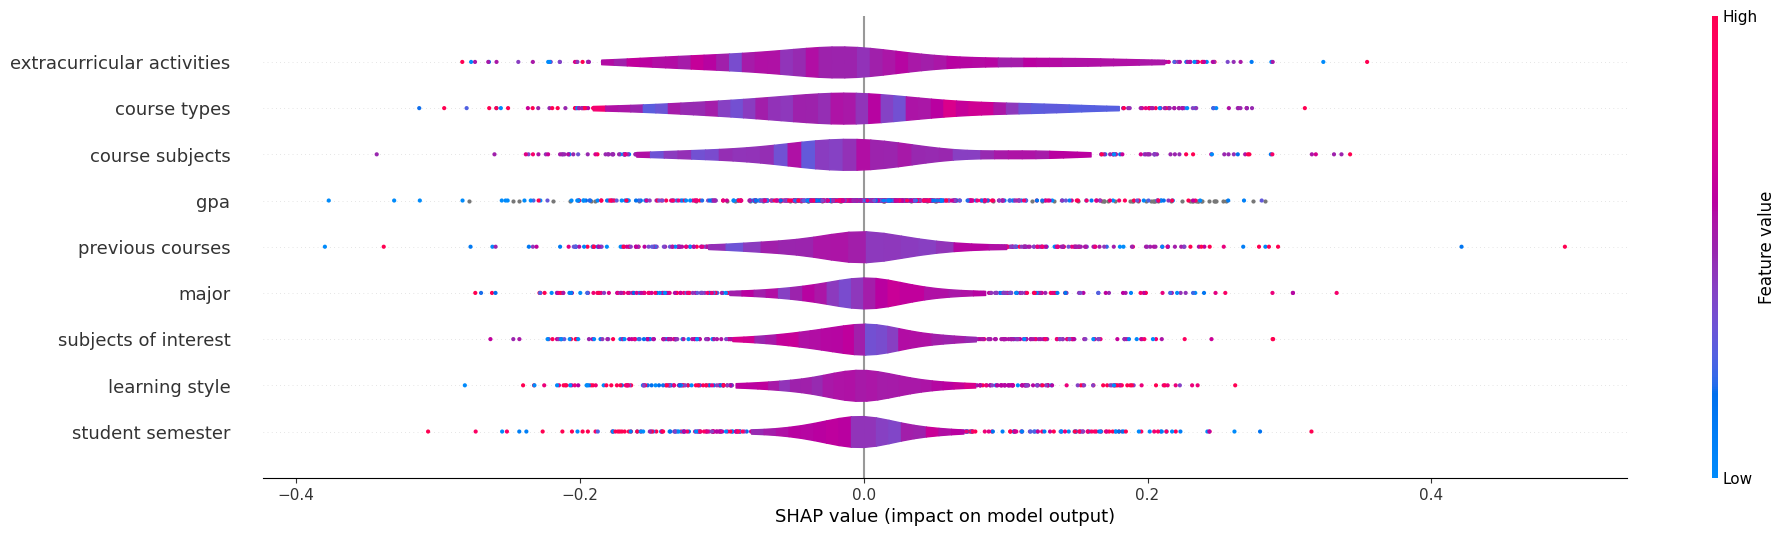 High
extracurricular activities
course types
course subjects
gpa
previous courses
major
subjects of interest
learning style
student semester
Feature value
Low
−0.4 −0.2 0.0 0.2 0.4
SHAP value (impact on model output)